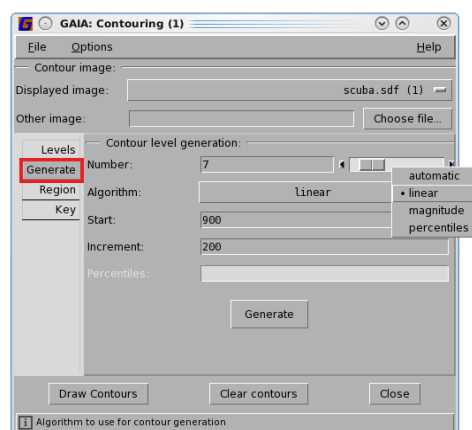 GAIA: Contouring (1)
File Options Help
Contour image:
Displayed image: scuba.sdf (1)
Other image: Choose file...
Levels
Generate
Region
Key
Contour level generation:
Number: 7
Algorithm: linear
Start: 900
Increment: 200
Percentiles:
automatic
• linear
magnitude
percentiles
Generate
Draw Contours Clear contours Close
Algorithm to use for contour generation